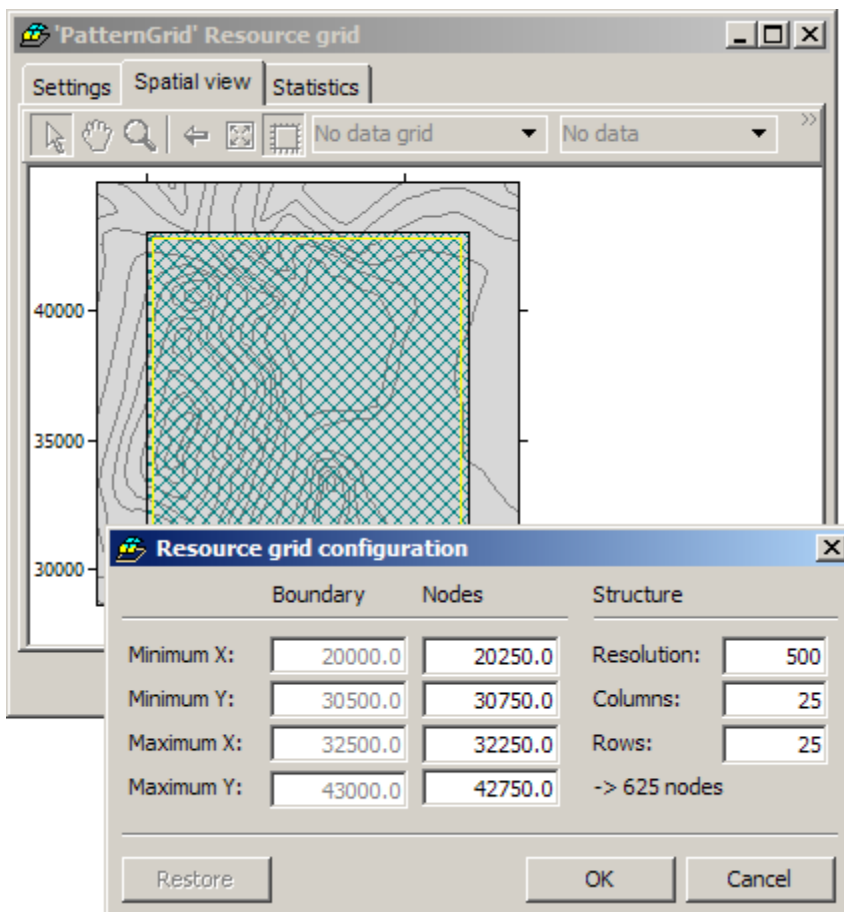 'PatternGrid' Resource grid
Settings Spatial view Statistics
No data grid No data
40000
35000
30000
Resource grid configuration
Boundary Nodes Structure
Minimum X: 20000.0 20250.0 Resolution: 500
Minimum Y: 30500.0 30750.0 Columns: 25
Maximum X: 32500.0 32250.0 Rows: 25
Maximum Y: 43000.0 42750.0 -> 625 nodes
Restore OK Cancel